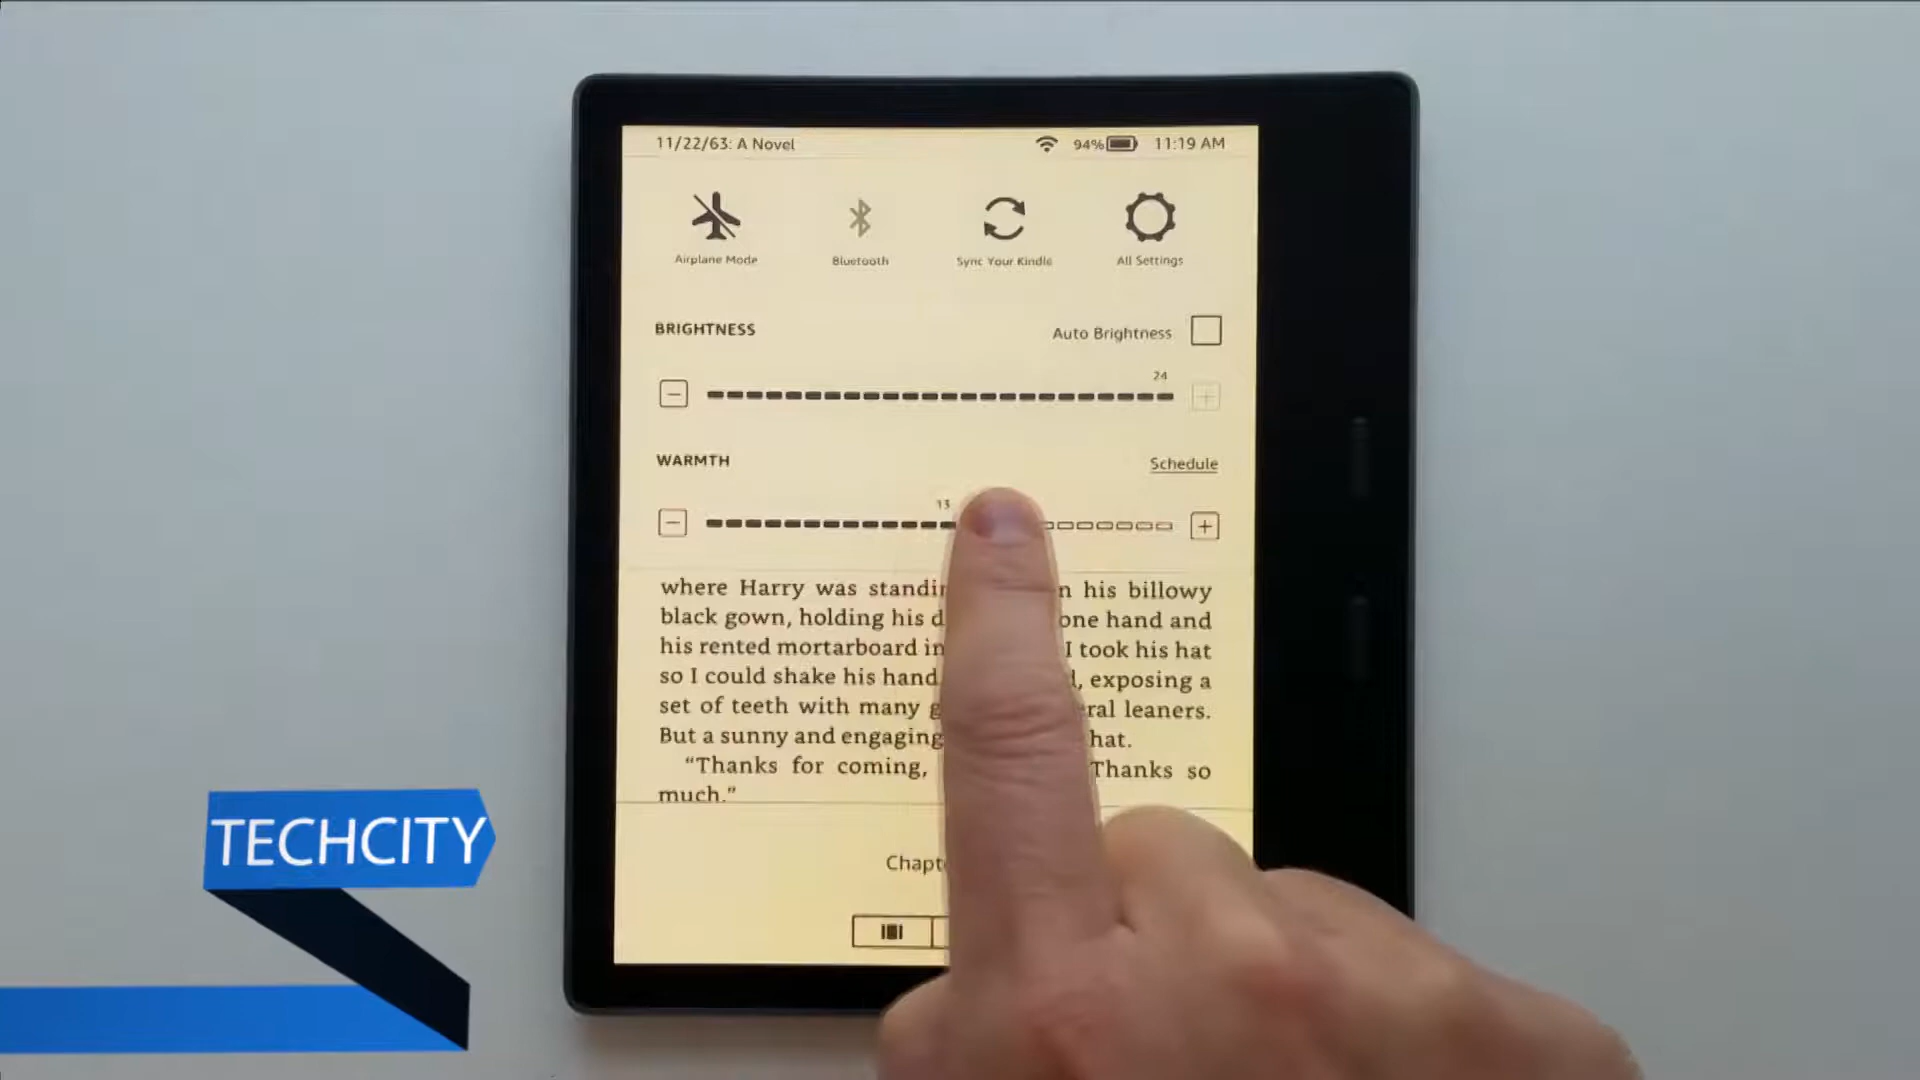 11/22/63: A Novel 94% 11:19 AM
Airplane Mode Bluetooth Sync Your Kindle All Settings
BRIGHTNESS Auto Brightness
24
WARMTH Schedule
13
where Harry was his billowy
black gown, holding his one hand and
his rented mortarboard I took his hat
so I could shake his hand exposing a
set of teeth with many leaners.
But a sunny and engaging hat.
“Thanks for coming, Thanks so
much.”
TECHCITY